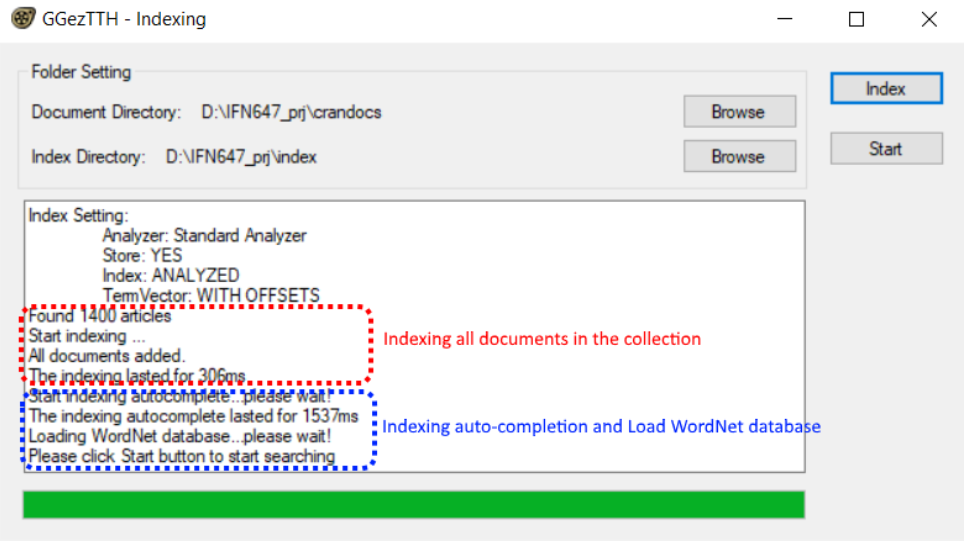 GGezTTH - Indexing
Folder Setting
Document Directory: D:\IFN647_prj\crandocs
Browse
Index
Index Directory: D:\IFN647_prj\index
Browse
Start
Index Setting:
Analyzer: Standard Analyzer
Store: YES
Index: ANALYZED
TermVector: WITH OFFSETS
Found 1400 articles
Start indexing ...
All documents added.
The indexing lasted for 306ms
Indexing all documents in the collection
Start indexing autocomplete...please wait!
The indexing autocomplete lasted for 1537ms
Loading WordNet database...please wait!
Please click Start button to start searching
Indexing auto-completion and Load WordNet database